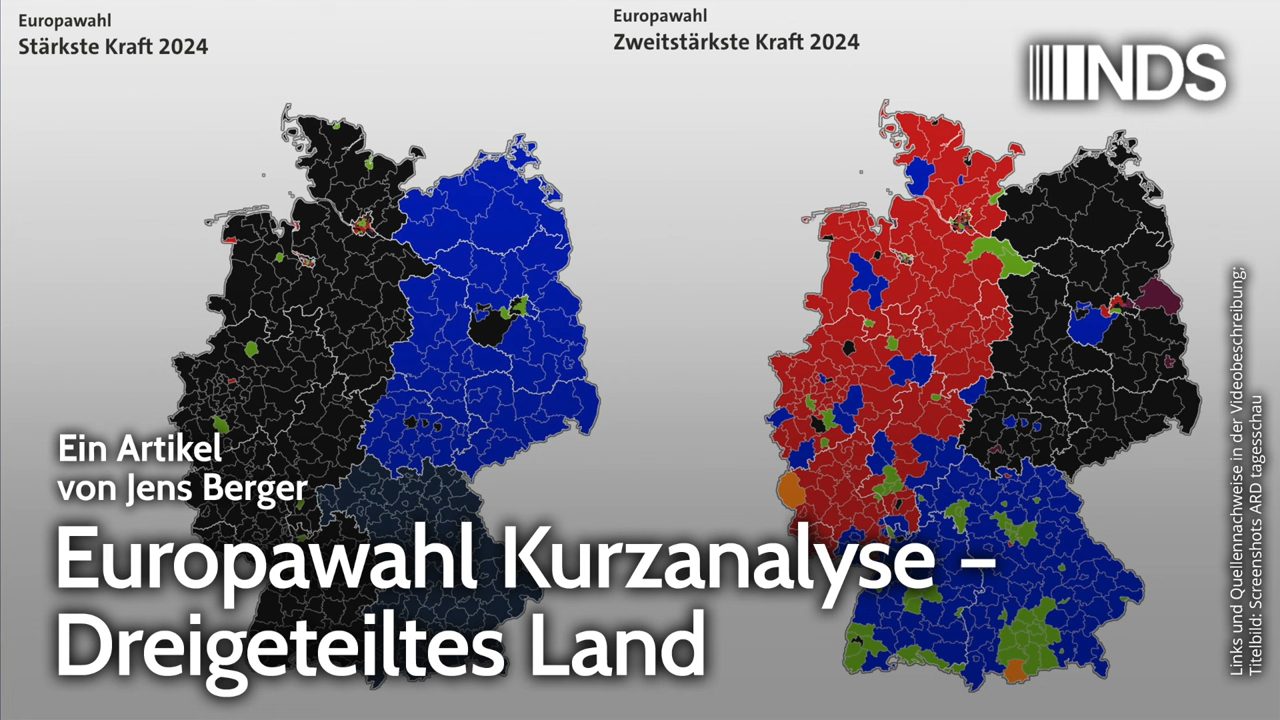 Europawahl
Stärkste Kraft 2024
Europawahl
Zweitstärkste Kraft 2024
NDS
Ein Artikel
von Jens Berger
Europawahl Kurzanalyse –
Dreigeteiltes Land
Links und Quellennachweise in der Videobeschreibung;
Titelbild: Screenshots ARD tagesschau